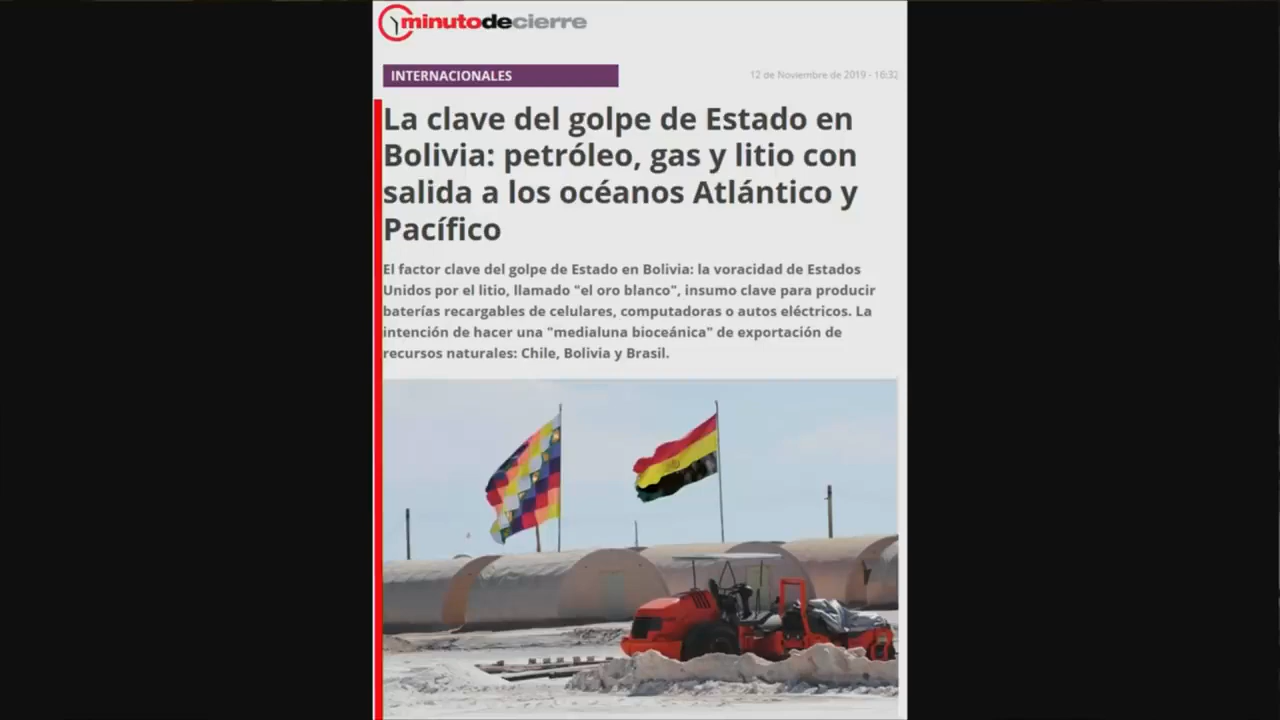 minutodecierre
INTERNACIONALES
12 de Noviembre de 2019 - 16:32
La clave del golpe de Estado en
Bolivia: petróleo, gas y litio con
salida a los océanos Atlántico y
Pacífico
El factor clave del golpe de Estado en Bolivia: la voracidad de Estados
Unidos por el litio, llamado "el oro blanco", insumo clave para producir
baterías recargables de celulares, computadoras o autos eléctricos. La
intención de hacer una "medialuna bioceánica" de exportación de
recursos naturales: Chile, Bolivia y Brasil.